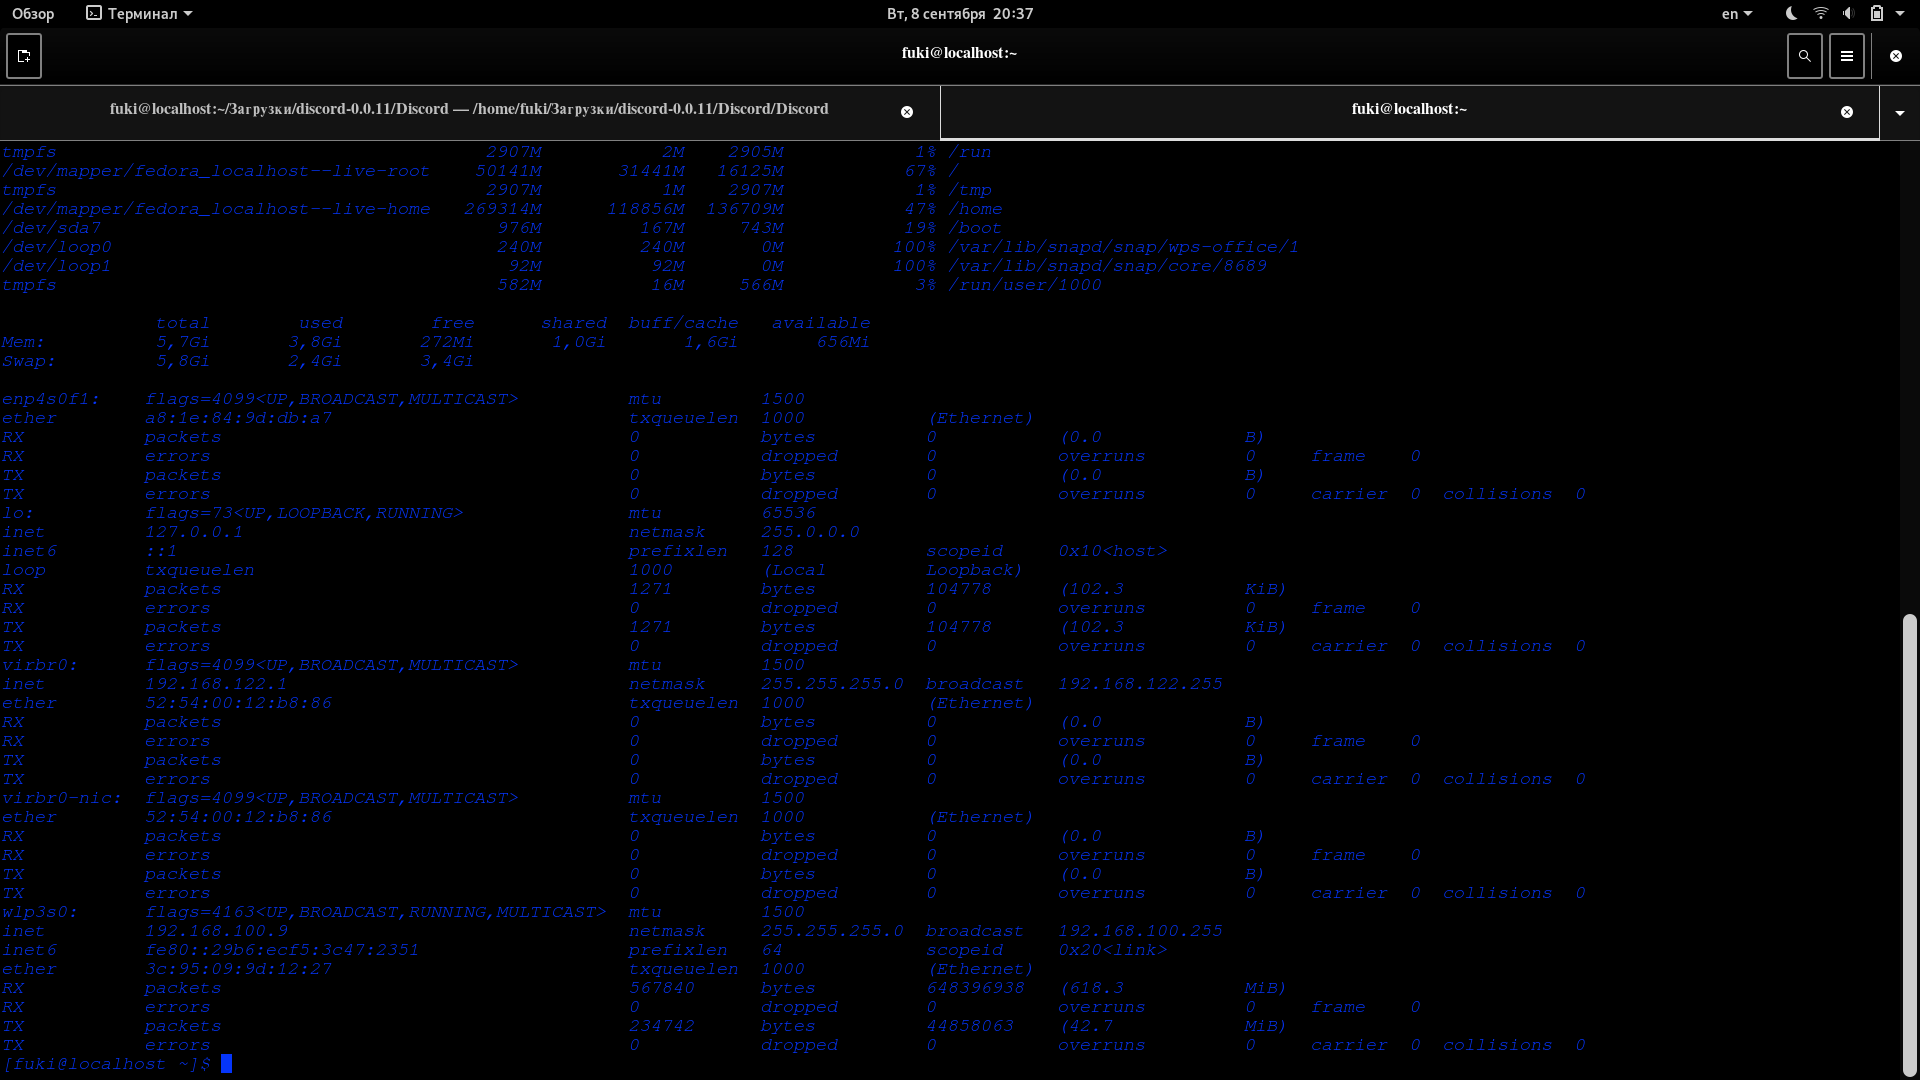 Обзор Терминал Вт, 8 сентября 20:37 en
fuki@localhost:~
fuki@localhost:~/Загрузки/discord-0.0.11/Discord — /home/fuki/Загрузки/discord-0.0.11/Discord/Discord fuki@localhost:~
tmpfs 2907M 2M 2905M 1% /run
/dev/mapper/fedora_localhost--live-root 50141M 31441M 16125M 67% /
tmpfs 2907M 1M 2907M 1% /tmp
/dev/mapper/fedora_localhost--live-home 269314M 118856M 136709M 47% /home
/dev/sda7 976M 167M 743M 19% /boot
/dev/loop0 240M 240M 0M 100% /var/lib/snapd/snap/wps-office/1
/dev/loop1 92M 92M 0M 100% /var/lib/snapd/snap/core/8689
tmpfs 582M 16M 566M 3% /run/user/1000
total used free shared buff/cache available
Mem: 5,7Gi 3,8Gi 272Mi 1,0Gi 1,6Gi 656Mi
Swap: 5,8Gi 2,4Gi 3,4Gi
enp4s0f1: flags=4099<UP,BROADCAST,MULTICAST> mtu 1500
ether a8:1e:84:9d:db:a7 txqueuelen 1000 (Ethernet)
RX packets 0 bytes 0 (0.0 B)
RX errors 0 dropped 0 overruns 0 frame 0
TX packets 0 bytes 0 (0.0 B)
TX errors 0 dropped 0 overruns 0 carrier 0 collisions 0
lo: flags=73<UP,LOOPBACK,RUNNING> mtu 65536
inet 127.0.0.1 netmask 255.0.0.0
inet6 ::1 prefixlen 128 scopeid 0x10<host>
loop txqueuelen 1000 (Local Loopback)
RX packets 1271 bytes 104778 (102.3 KiB)
RX errors 0 dropped 0 overruns 0 frame 0
TX packets 1271 bytes 104778 (102.3 KiB)
TX errors 0 dropped 0 overruns 0 carrier 0 collisions 0
virbr0: flags=4099<UP,BROADCAST,MULTICAST> mtu 1500
inet 192.168.122.1 netmask 255.255.255.0 broadcast 192.168.122.255
ether 52:54:00:12:b8:86 txqueuelen 1000 (Ethernet)
RX packets 0 bytes 0 (0.0 B)
RX errors 0 dropped 0 overruns 0 frame 0
TX packets 0 bytes 0 (0.0 B)
TX errors 0 dropped 0 overruns 0 carrier 0 collisions 0
virbr0-nic: flags=4099<UP,BROADCAST,MULTICAST> mtu 1500
ether 52:54:00:12:b8:86 txqueuelen 1000 (Ethernet)
RX packets 0 bytes 0 (0.0 B)
RX errors 0 dropped 0 overruns 0 frame 0
TX packets 0 bytes 0 (0.0 B)
TX errors 0 dropped 0 overruns 0 carrier 0 collisions 0
wlp3s0: flags=4163<UP,BROADCAST,RUNNING,MULTICAST> mtu 1500
inet 192.168.100.9 netmask 255.255.255.0 broadcast 192.168.100.255
inet6 fe80::29b6:ecf5:3c47:2351 prefixlen 64 scopeid 0x20<link>
ether 3c:95:09:9d:12:27 txqueuelen 1000 (Ethernet)
RX packets 567840 bytes 648396938 (618.3 MiB)
RX errors 0 dropped 0 overruns 0 frame 0
TX packets 234742 bytes 44858063 (42.7 MiB)
TX errors 0 dropped 0 overruns 0 carrier 0 collisions 0
[fuki@localhost ~]$